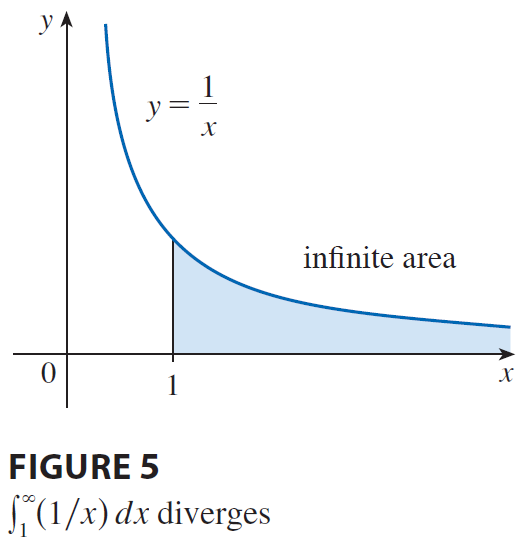 y
y = 1/x
infinite area
0
1
x
FIGURE 5
∫₁^∞ (1/x) dx diverges